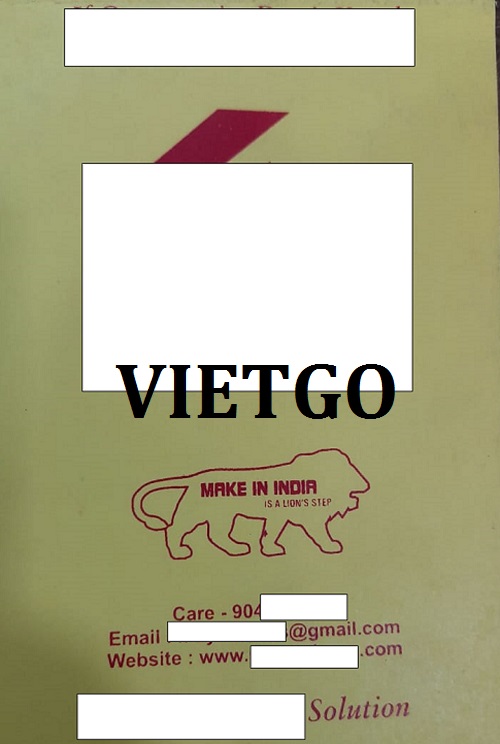 VIETGO
MAKE IN INDIA
IS A LION'S STEP
Care - 904
Email @gmail.com
Website : www. .com
Solution